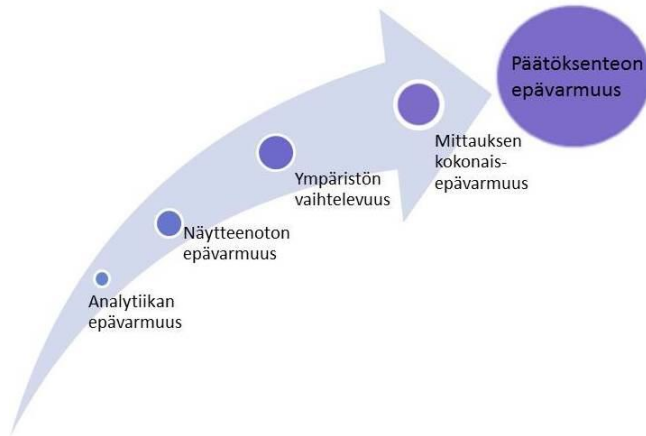 Päätöksenteon
epävarmuus
Mittauksen
kokonais-
epävarmuus
Ympäristön
vaihtelevuus
Näytteenoton
epävarmuus
Analytiikan
epävarmuus